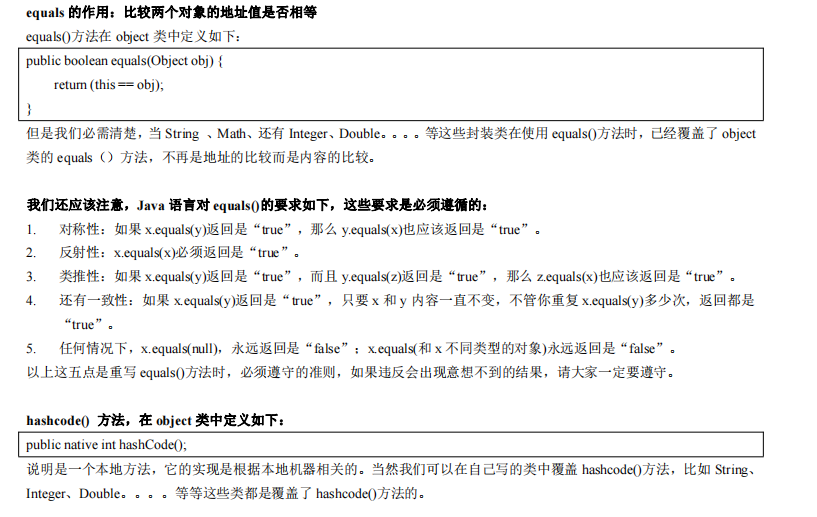 equals 的作用：比较两个对象的地址值是否相等
equals()方法在 object 类中定义如下：
public boolean equals(Object obj) {
return (this == obj);
}
但是我们必需清楚，当 String 、Math、还有 Integer、Double。。。。等这些封装类在使用 equals()方法时，已经覆盖了 object
类的 equals（）方法，不再是地址的比较而是内容的比较。
我们还应该注意，Java 语言对 equals()的要求如下，这些要求是必须遵循的：
1. 对称性：如果 x.equals(y)返回是“true”，那么 y.equals(x)也应该返回是“true”。
2. 反射性：x.equals(x)必须返回是“true”。
3. 类推性：如果 x.equals(y)返回是“true”，而且 y.equals(z)返回是“true”，那么 z.equals(x)也应该返回是“true”。
4. 还有一致性：如果 x.equals(y)返回是“true”，只要 x 和 y 内容一直不变，不管你重复 x.equals(y)多少次，返回都是
“true”。
5. 任何情况下，x.equals(null)，永远返回是“false”；x.equals(和 x 不同类型的对象)永远返回是“false”。
以上这五点是重写 equals()方法时，必须遵守的准则，如果违反会出现意想不到的结果，请大家一定要遵守。
hashcode() 方法，在 object 类中定义如下：
public native int hashCode();
说明是一个本地方法，它的实现是根据本地机器相关的。当然我们可以在自己写的类中覆盖 hashcode()方法，比如 String、
Integer、Double。。。。等等这些类都是覆盖了 hashcode()方法的。